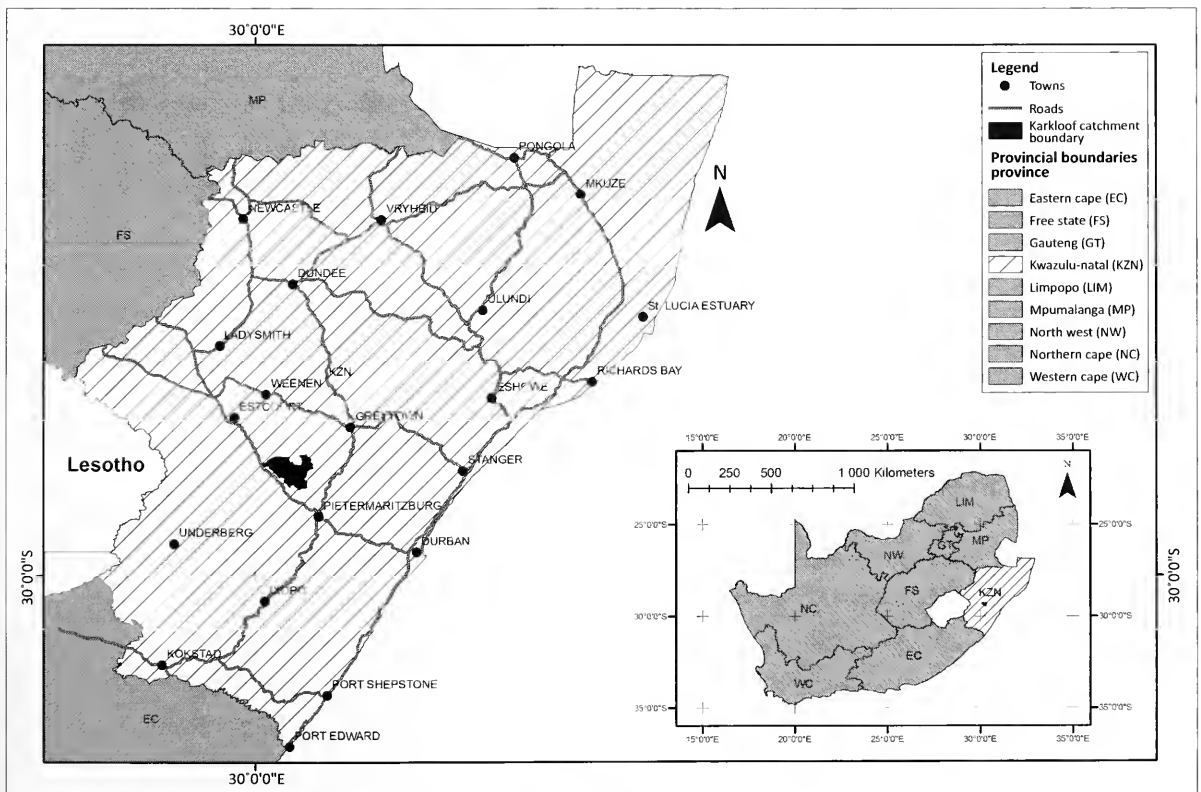 30°0'0"E
MP
PONGOLA
MKUZE
N
NEWCASTLE
VRYHEID
FS
DUNDEE
ULUNDI
St. LUCIA ESTUARY
LADYSMITH
KZN
WEENEN
RICHARDS BAY
ESHOWE
ESTCOURT
GREYTOWN
Lesotho
STANGER
PIETERMARITZBURG
UNDERBERG
DURBAN
30°0'0"S
IXOPO
KOKSTAD
PORT SHEPSTONE
EC
PORT EDWARD
30°0'0"E
Legend
Towns
Roads
Karkloof catchment
boundary
Provincial boundaries
province
Eastern cape (EC)
Free state (FS)
Gauteng (GT)
Kwazulu-natal (KZN)
Limpopo (LIM)
Mpumalanga (MP)
North west (NW)
Northern cape (NC)
Western cape (WC)
15°0'0"E 20°0'0"E 25°0'0"E 30°0'0"E 35°0'0"E
0 250 500 1 000 Kilometers
N
LIM
25°0'0"S 25°0'0"S
NW GT MP
FS
KZN
NC
30°0'0"S 30°0'0"S
EC
WC
35°0'0"S 35°0'0"S
15°0'0"E 20°0'0"E 25°0'0"E 30°0'0"E 35°0'0"E
30°0'0"S